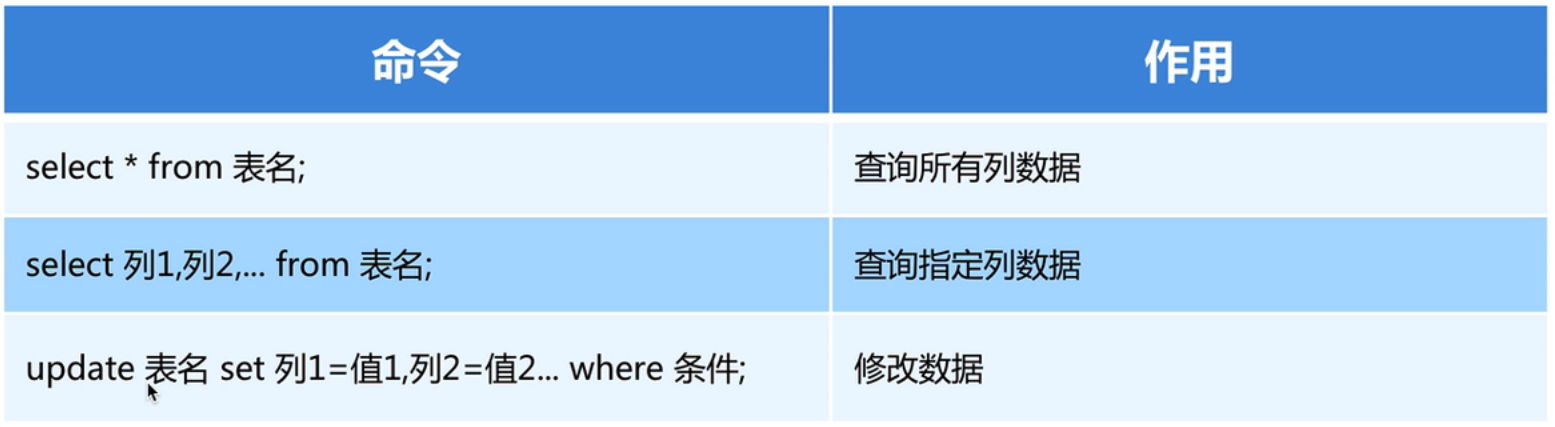 命令
作用
select * from 表名;
查询所有列数据
select 列1,列2,... from 表名;
查询指定列数据
update 表名 set 列1=值1,列2=值2... where 条件;
修改数据